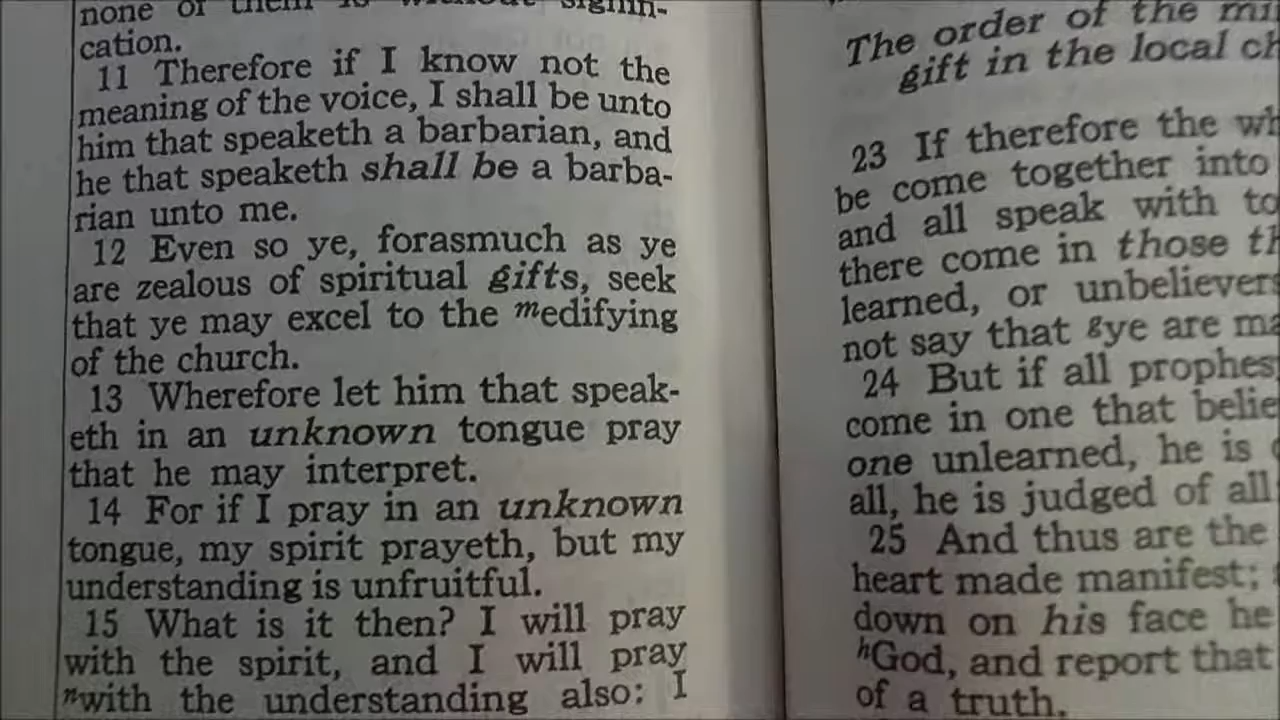 none of them is without signifi-
cation.
11 Therefore if I know not the
meaning of the voice, I shall be unto
him that speaketh a barbarian, and
he that speaketh shall be a barba-
rian unto me.
12 Even so ye, forasmuch as ye
are zealous of spiritual gifts, seek
that ye may excel to the medifying
of the church.
13 Wherefore let him that speak-
eth in an unknown tongue pray
that he may interpret.
14 For if I pray in an unknown
tongue, my spirit prayeth, but my
understanding is unfruitful.
15 What is it then? I will pray
with the spirit, and I will pray
nwith the understanding also: I
The order of the
gift in the local
23 If therefore the
be come together into
and all speak with
there come in those
learned, or unbelievers
not say that gye are
24 But if all
come in one that
one unlearned, he is
all, he is judged of all
25 And thus are the
heart made manifest;
down on his face he
hGod, and report that
of a truth.